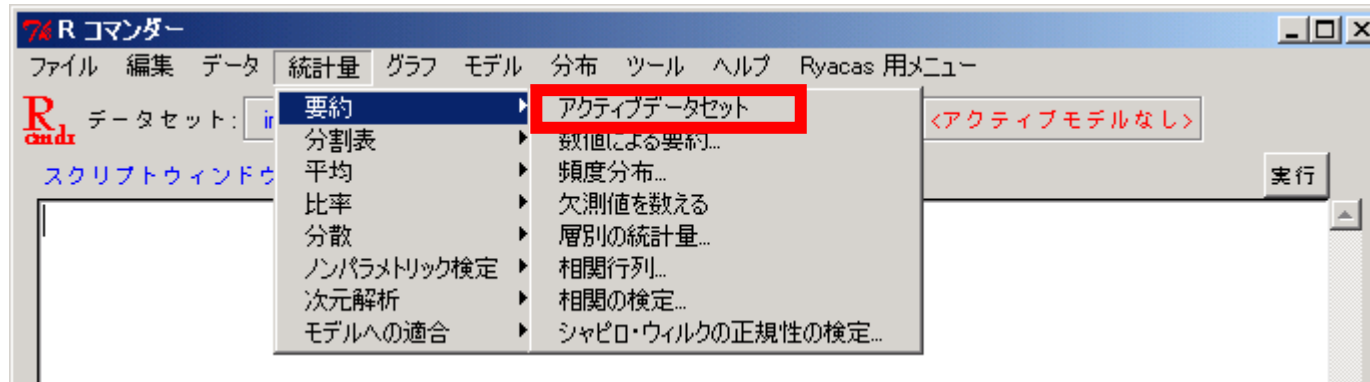 R コマンダー
ファイル 編集 データ 統計量 グラフ モデル 分布 ツール ヘルプ Ryacas 用メニュー
R cmdr データセット: <アクティブモデルなし>
スクリプトウィンドウ 実行
要約
分割表
平均
比率
分散
ノンパラメトリック検定
次元解析
モデルへの適合
アクティブデータセット
数値による要約...
頻度分布...
欠測値を数える
層別の統計量...
相関行列...
相関の検定...
シャピロ・ウィルクの正規性の検定...